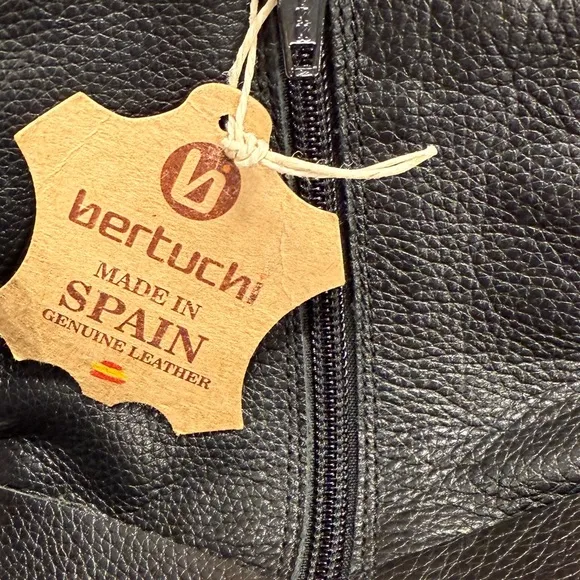 bertuchi
MADE IN
SPAIN
GENUINE LEATHER